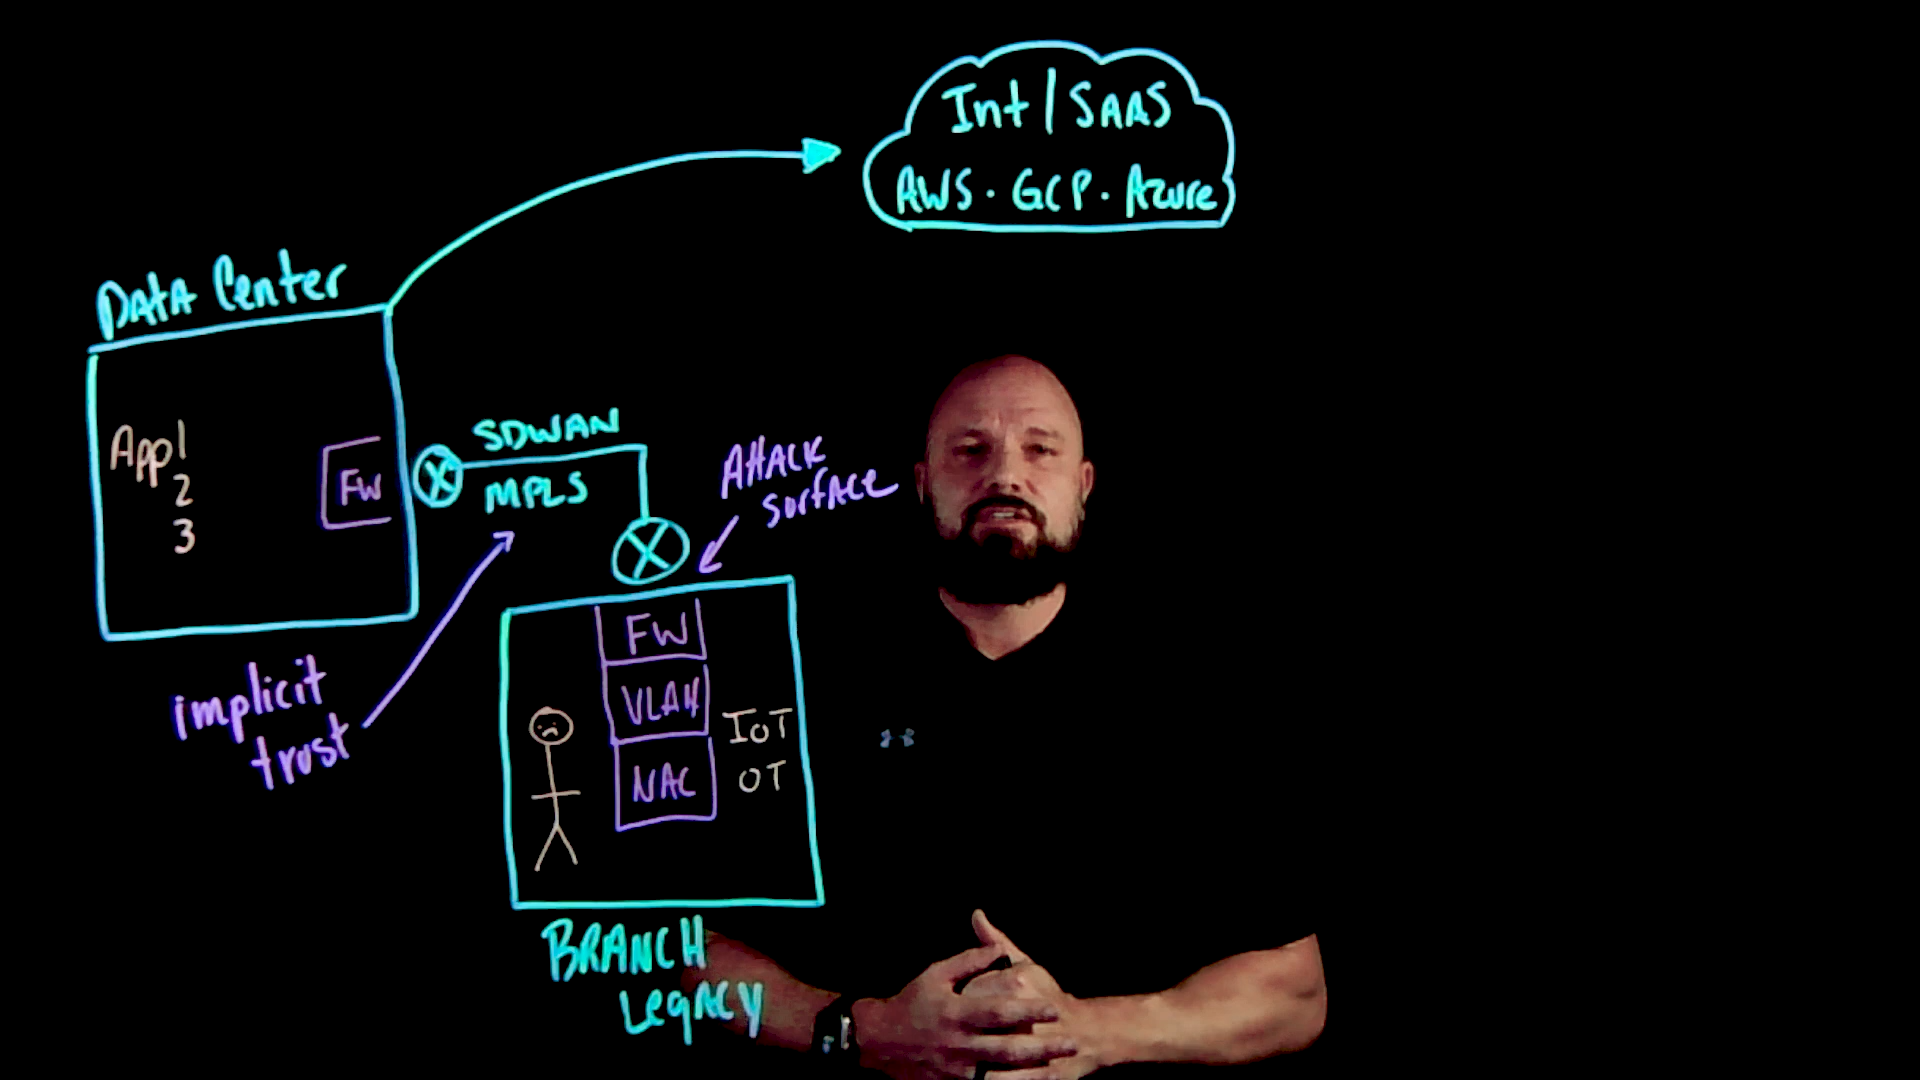 Int | SAAS
AWS · GCP · Azure
DATA Center
App 1
2
3
FW
SDWAN
MPLS
Attack
surface
implicit
trust
FW
VLAN
NAC
IoT
OT
BRANCH
Legacy